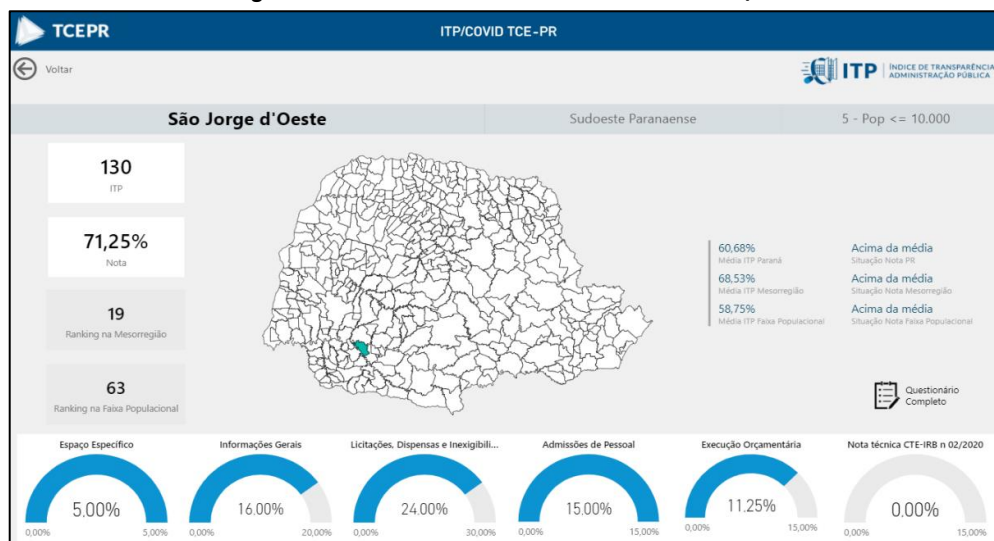 TCEPR
ITP/COVID TCE-PR
Voltar
ITP
ÍNDICE DE TRANSPARÊNCIA
ADMINISTRAÇÃO PÚBLICA
São Jorge d'Oeste
Sudoeste Paranaense
5 - Pop <= 10.000
130
ITP
71,25%
Nota
19
Ranking na Mesorregião
63
Ranking na Faixa Populacional
60,68%
Média ITP Paraná
Acima da média
Situação Nota PR
68,53%
Média ITP Mesorregião
Acima da média
Situação Nota Mesorregião
58,75%
Média ITP Faixa Populacional
Acima da média
Situação Nota Faixa Populacional
Questionário
Completo
Espaço Específico
5.00%
0,00%
5,00%
Informações Gerais
16.00%
0,00%
20,00%
Licitações, Dispensas e Inexigibili...
24.00%
0,00%
30,00%
Admissões de Pessoal
15.00%
0,00%
15,00%
Execução Orçamentária
11.25%
0,00%
15,00%
Nota técnica CTE-IRB n 02/2020
0.00%
0,00%
15,00%